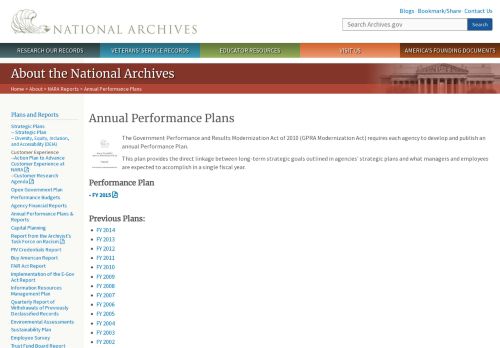 Blogs · Bookmark/Share · Contact Us
NATIONAL ARCHIVES
Search Archives.gov
Search
RESEARCH OUR RECORDS
VETERANS' SERVICE RECORDS
EDUCATOR RESOURCES
VISIT US
AMERICA'S FOUNDING DOCUMENTS
About the National Archives
Home > About > NARA Reports > Annual Performance Plans
Plans and Reports
Strategic Plans
– Strategic Plan
– Diversity, Equity, Inclusion,
and Accessibility (DEIA)
Customer Experience
–Action Plan to Advance
Customer Experience at
NARA
–Customer Research
Agenda
Open Government Plan
Performance Budgets
Agency Financial Reports
Annual Performance Plans &
Reports
Capital Planning
Report from the Archivist's
Task Force on Racism
PIV Credentials Report
Buy American Report
FAIR Act Report
Implementation of the E-Gov
Act Report
Information Resources
Management Plan
Quarterly Report of
Withdrawals of Previously
Declassified Records
Environmental Assessments
Sustainability Plan
Employee Survey
Trust Fund Board Report
Annual Performance Plans
The Government Performance and Results Modernization Act of 2010 (GPRA Modernization Act) requires each agency to develop and publish an
annual Performance Plan.
This plan provides the direct linkage between long-term strategic goals outlined in agencies' strategic plans and what managers and employees
are expected to accomplish in a single fiscal year.
Performance Plan
- FY 2015
Previous Plans:
• FY 2014
• FY 2013
• FY 2012
• FY 2011
• FY 2010
• FY 2009
• FY 2008
• FY 2007
• FY 2006
• FY 2005
• FY 2004
• FY 2003
• FY 2002